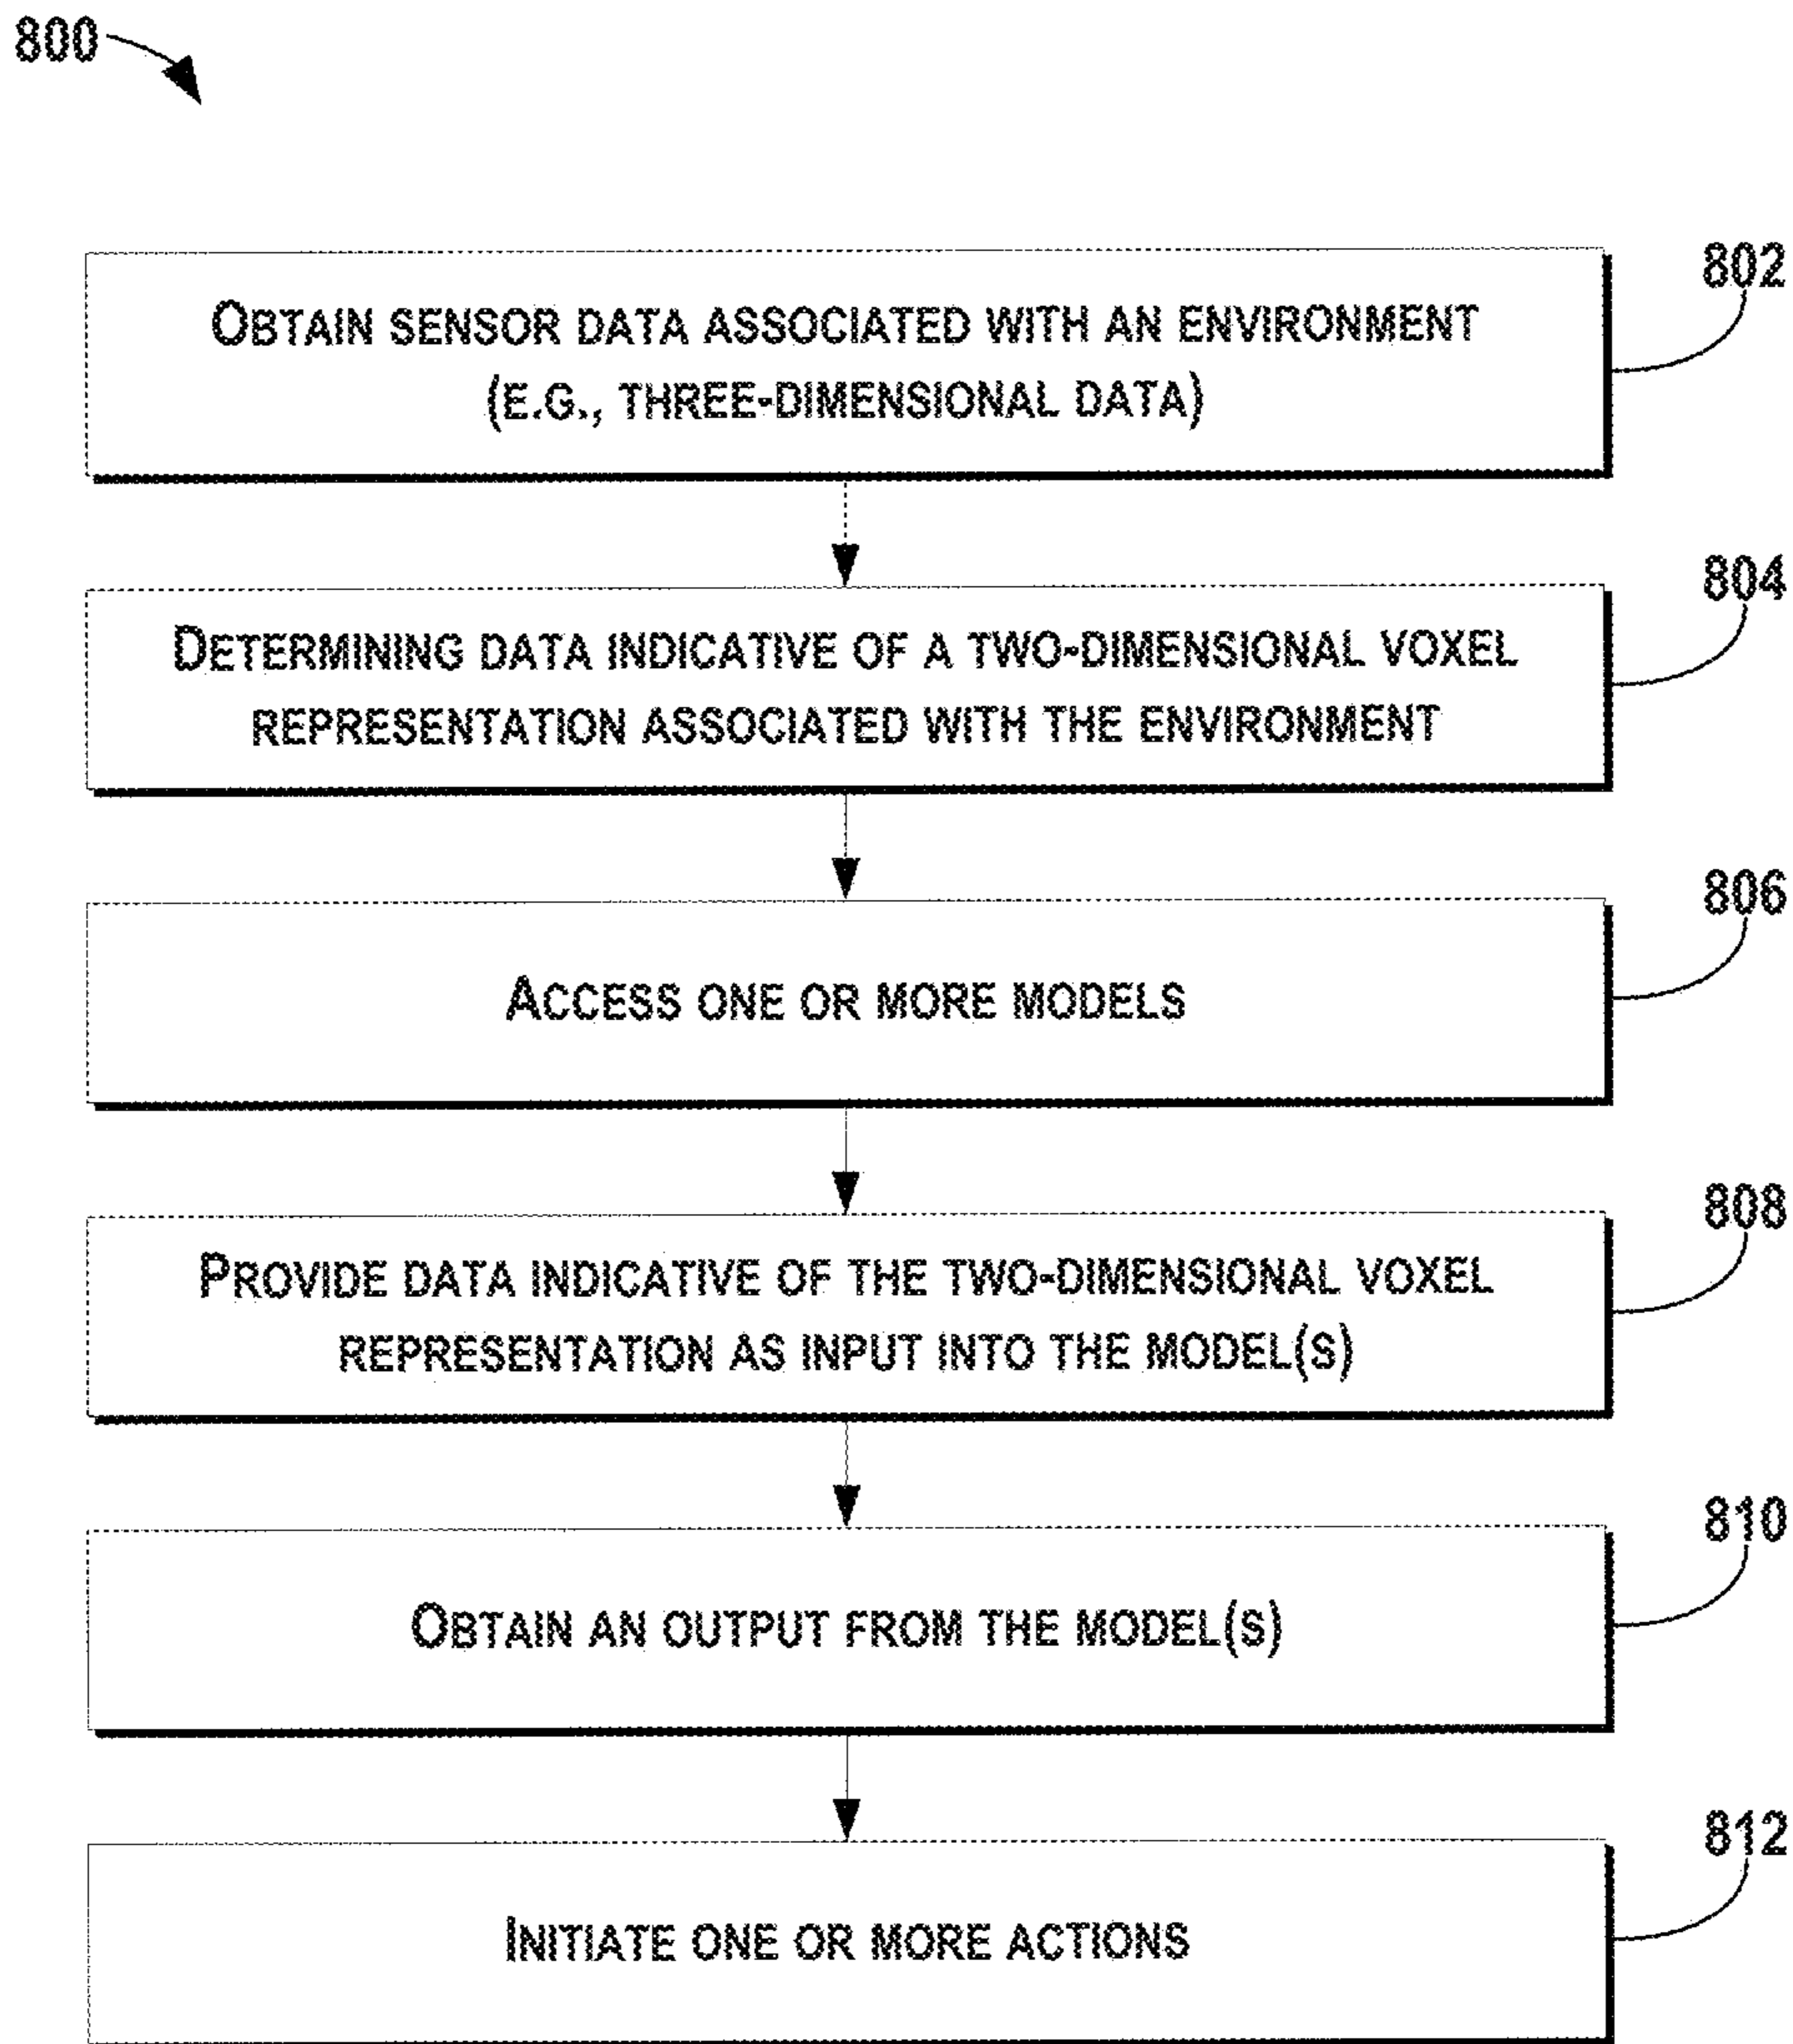 800
802
OBTAIN SENSOR DATA ASSOCIATED WITH AN ENVIRONMENT
(E.G., THREE-DIMENSIONAL DATA)
804
DETERMINING DATA INDICATIVE OF A TWO-DIMENSIONAL VOXEL
REPRESENTATION ASSOCIATED WITH THE ENVIRONMENT
806
ACCESS ONE OR MORE MODELS
808
PROVIDE DATA INDICATIVE OF THE TWO-DIMENSIONAL VOXEL
REPRESENTATION AS INPUT INTO THE MODEL(S)
810
OBTAIN AN OUTPUT FROM THE MODEL(S)
812
INITIATE ONE OR MORE ACTIONS